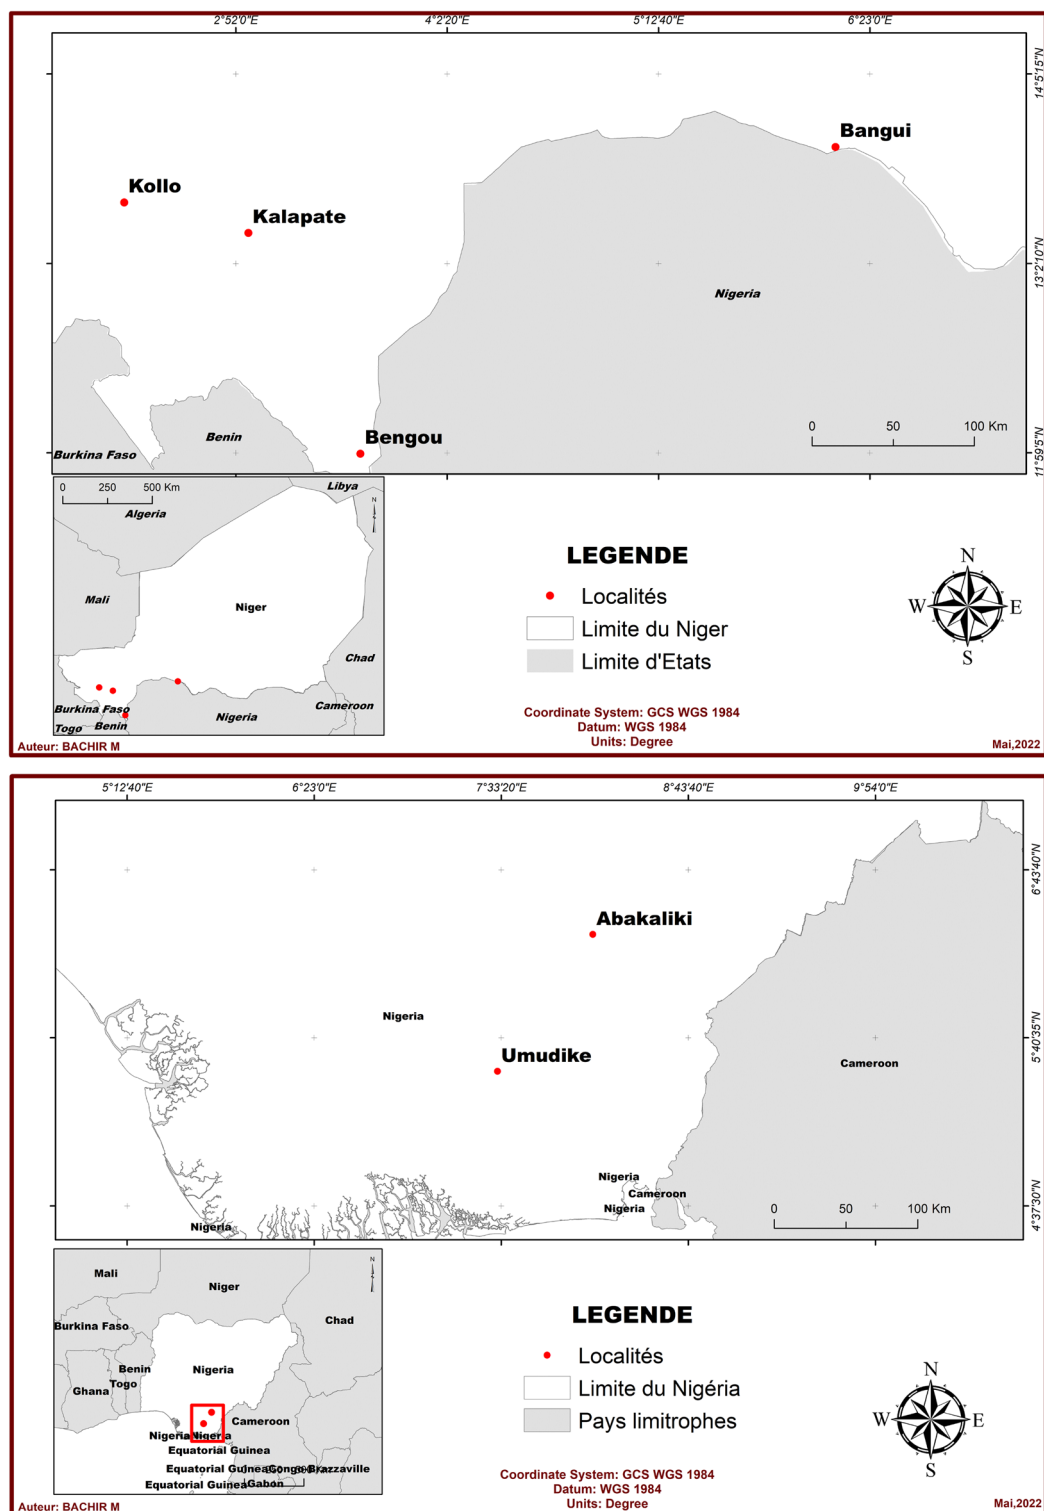 2°52'0"E 4°2'20"E 5°12'40"E 6°23'0"E
14°5'15"N
Bangui
Kollo
Kalapate
13°2'10"N
Nigeria
Benin
Bengou
Burkina Faso
0 50 100 Km
11°59'5"N
0 250 500 Km
Libya
N
Algeria
Mali
Niger
Chad
Burkina Faso
Nigeria
Cameroon
Togo
Benin
LEGENDE
Localités
Limite du Niger
Limite d'Etats
N
W E
S
Coordinate System: GCS WGS 1984
Datum: WGS 1984
Units: Degree
Auteur: BACHIR M
Mai,2022
5°12'40"E 6°23'0"E 7°33'20"E 8°43'40"E 9°54'0"E
6°43'40"N
Abakaliki
Nigeria
5°40'35"N
Umudike
Cameroon
Nigeria
Cameroon
Nigeria
Nigeria
0 50 100 Km
4°37'30"N
N
Mali
Niger
Burkina Faso
Chad
Benin
Nigeria
Togo
Ghana
Cameroon
Nigeria
Nigeria
Equatorial Guinea
Equatorial Guinea
Congo-Brazzaville
Equatorial Guinea
Gabon
LEGENDE
Localités
Limite du Nigéria
Pays limitrophes
N
W E
S
Coordinate System: GCS WGS 1984
Datum: WGS 1984
Units: Degree
Auteur: BACHIR M
Mai,2022